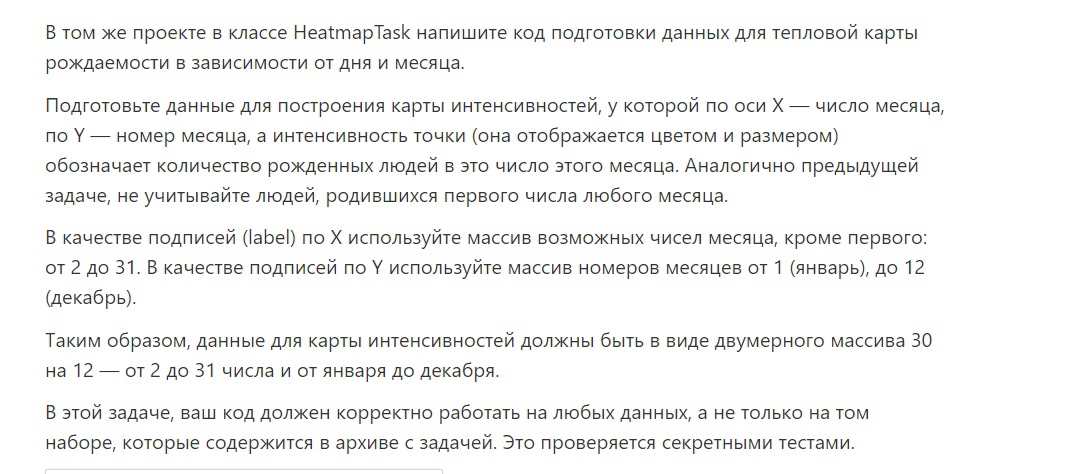 В том же проекте в классе HeatmapTask напишите код подготовки данных для тепловой карты
рождаемости в зависимости от дня и месяца.
Подготовьте данные для построения карты интенсивностей, у которой по оси X — число месяца,
по Y — номер месяца, а интенсивность точки (она отображается цветом и размером)
обозначает количество рожденных людей в это число этого месяца. Аналогично предыдущей
задаче, не учитывайте людей, родившихся первого числа любого месяца.
В качестве подписей (label) по X используйте массив возможных чисел месяца, кроме первого:
от 2 до 31. В качестве подписей по Y используйте массив номеров месяцев от 1 (январь), до 12
(декабрь).
Таким образом, данные для карты интенсивностей должны быть в виде двумерного массива 30
на 12 — от 2 до 31 числа и от января до декабря.
В этой задаче, ваш код должен корректно работать на любых данных, а не только на том
наборе, которые содержится в архиве с задачей. Это проверяется секретными тестами.